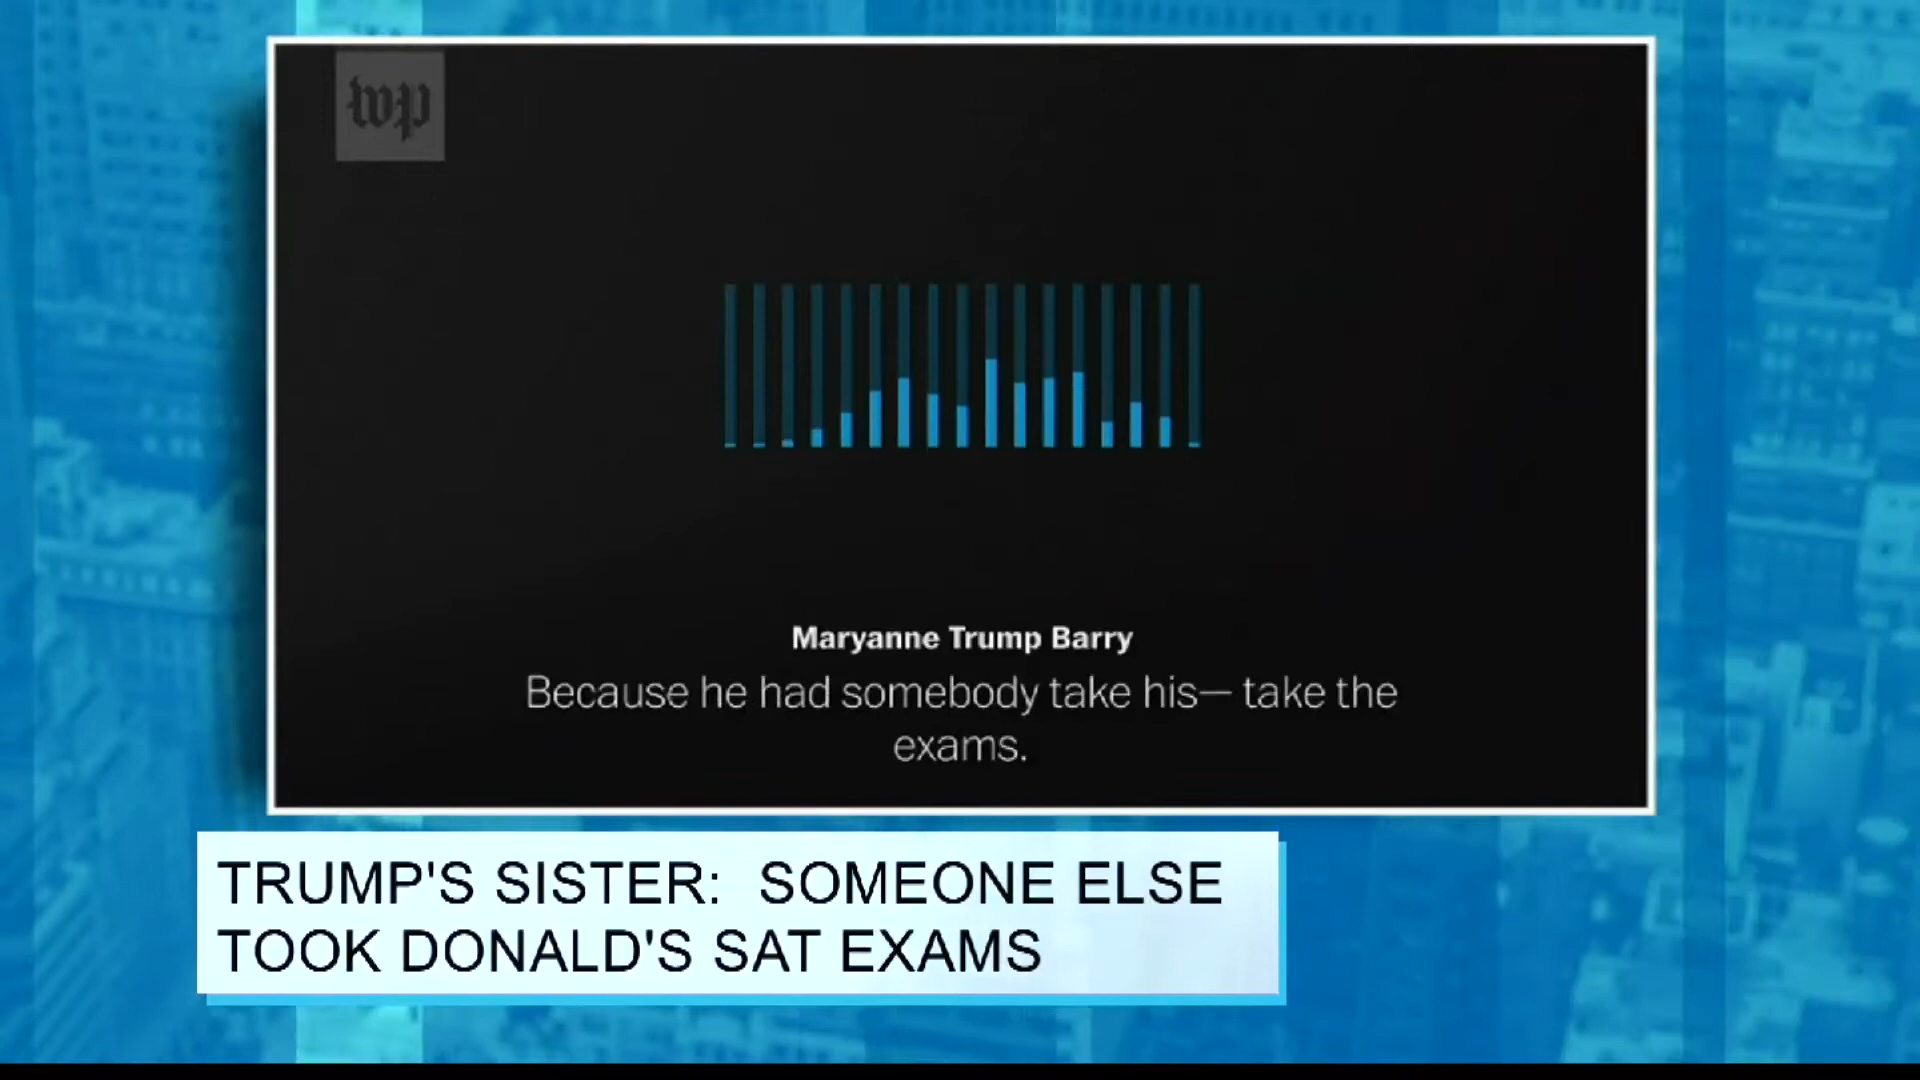 wp
Maryanne Trump Barry
Because he had somebody take his— take the
exams.
TRUMP'S SISTER: SOMEONE ELSE
TOOK DONALD'S SAT EXAMS